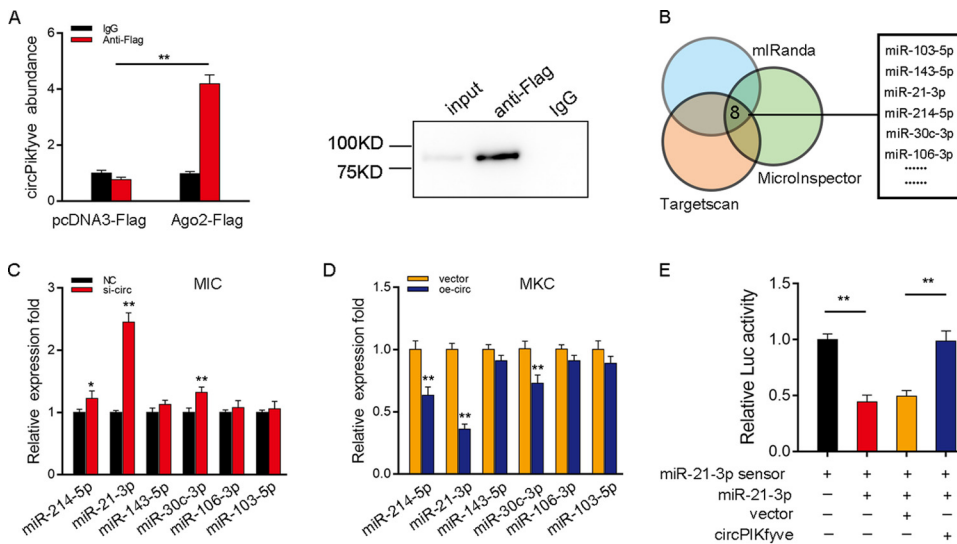 A
IgG
Anti-Flag
**
circPikfyve abundance
6
4
2
0
pcDNA3-Flag
Ago2-Flag
input
anti-Flag
IgG
100KD
75KD
B
mIRanda
8
MicroInspector
Targetscan
miR-103-5p
miR-143-5p
miR-21-3p
miR-214-5p
miR-30c-3p
miR-106-3p
......
......
C
NC
si-circ
MIC
Relative expression fold
3
2
1
0
*
**
**
miR-214-5p
miR-21-3p
miR-143-5p
miR-30c-3p
miR-106-3p
miR-103-5p
D
vector
oe-circ
MKC
Relative expression fold
1.5
1.0
0.5
0.0
**
**
**
miR-214-5p
miR-21-3p
miR-143-5p
miR-30c-3p
miR-106-3p
miR-103-5p
E
Relative Luc activity
1.5
1.0
0.5
0.0
**
**
miR-21-3p sensor + + + +
miR-21-3p − + + +
vector − − + −
circPIKfyve − − − +